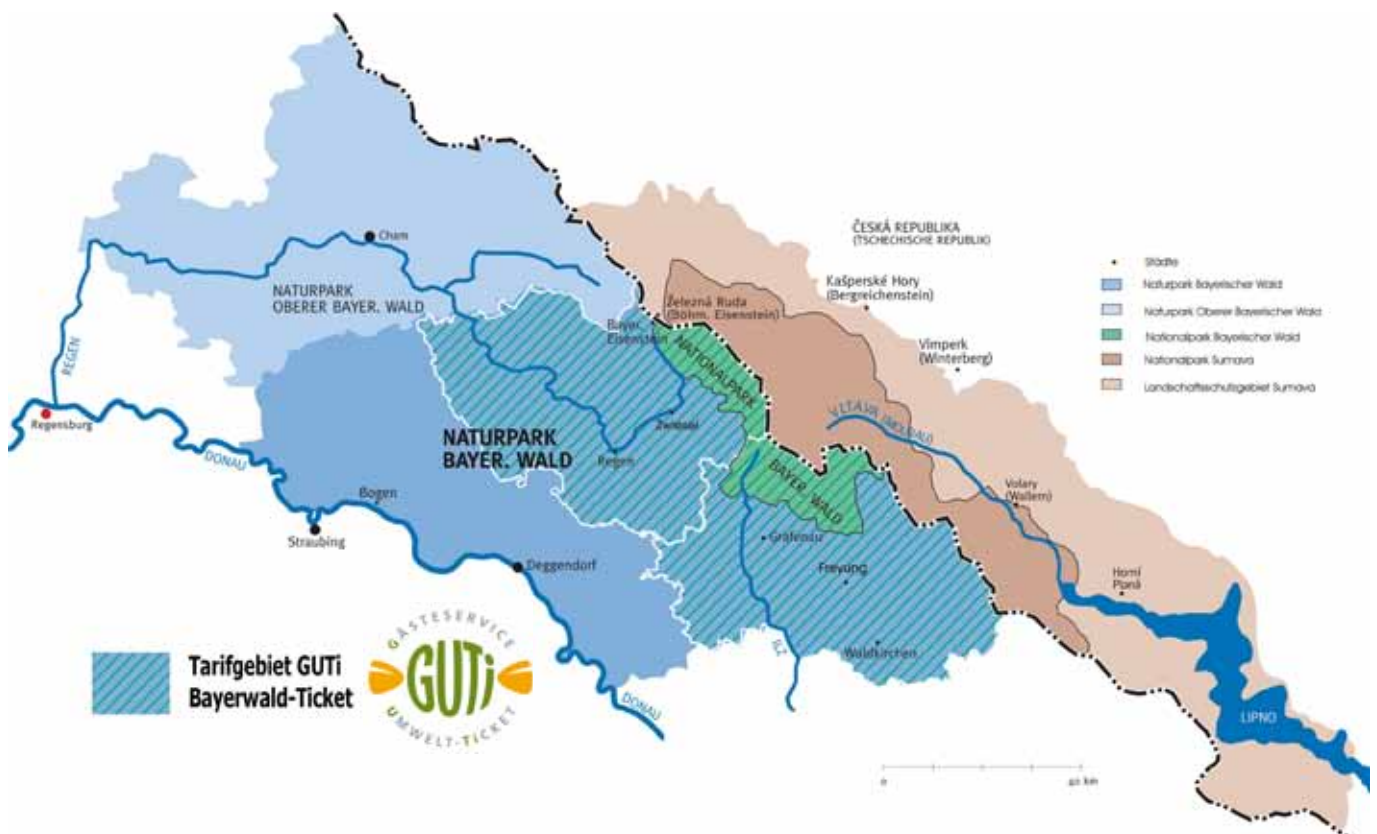 Cham
NATURPARK
OBERER BAYER. WALD
REGEN
Regensburg
DONAU
Straubing
Bogen
Deggendorf
DONAU
NATURPARK
BAYER. WALD
Bayer.
Eisenstein
Zwiesel
Regen
NATIONALPARK
BAYER. WALD
Grafenau
Freyung
Waldkirchen
ILZ
Železná Ruda
(Böhm. Eisenstein)
ČESKÁ REPUBLIKA
(TSCHECHISCHE REPUBLIK)
Kašperské Hory
(Bergreichenstein)
Vimperk
(Winterberg)
VLTAVA (MOLDAU)
Volary
(Wallern)
Horní
Planá
LIPNO
Städte
Naturpark Bayerischer Wald
Naturpark Oberer Bayerischer Wald
Nationalpark Bayerischer Wald
Nationalpark Sumava
Landschaftsschutzgebiet Sumava
Tarifgebiet GUTi
Bayerwald-Ticket
GÄSTESERVICE
GUTi
UMWELT-TiCKET
0
40 km